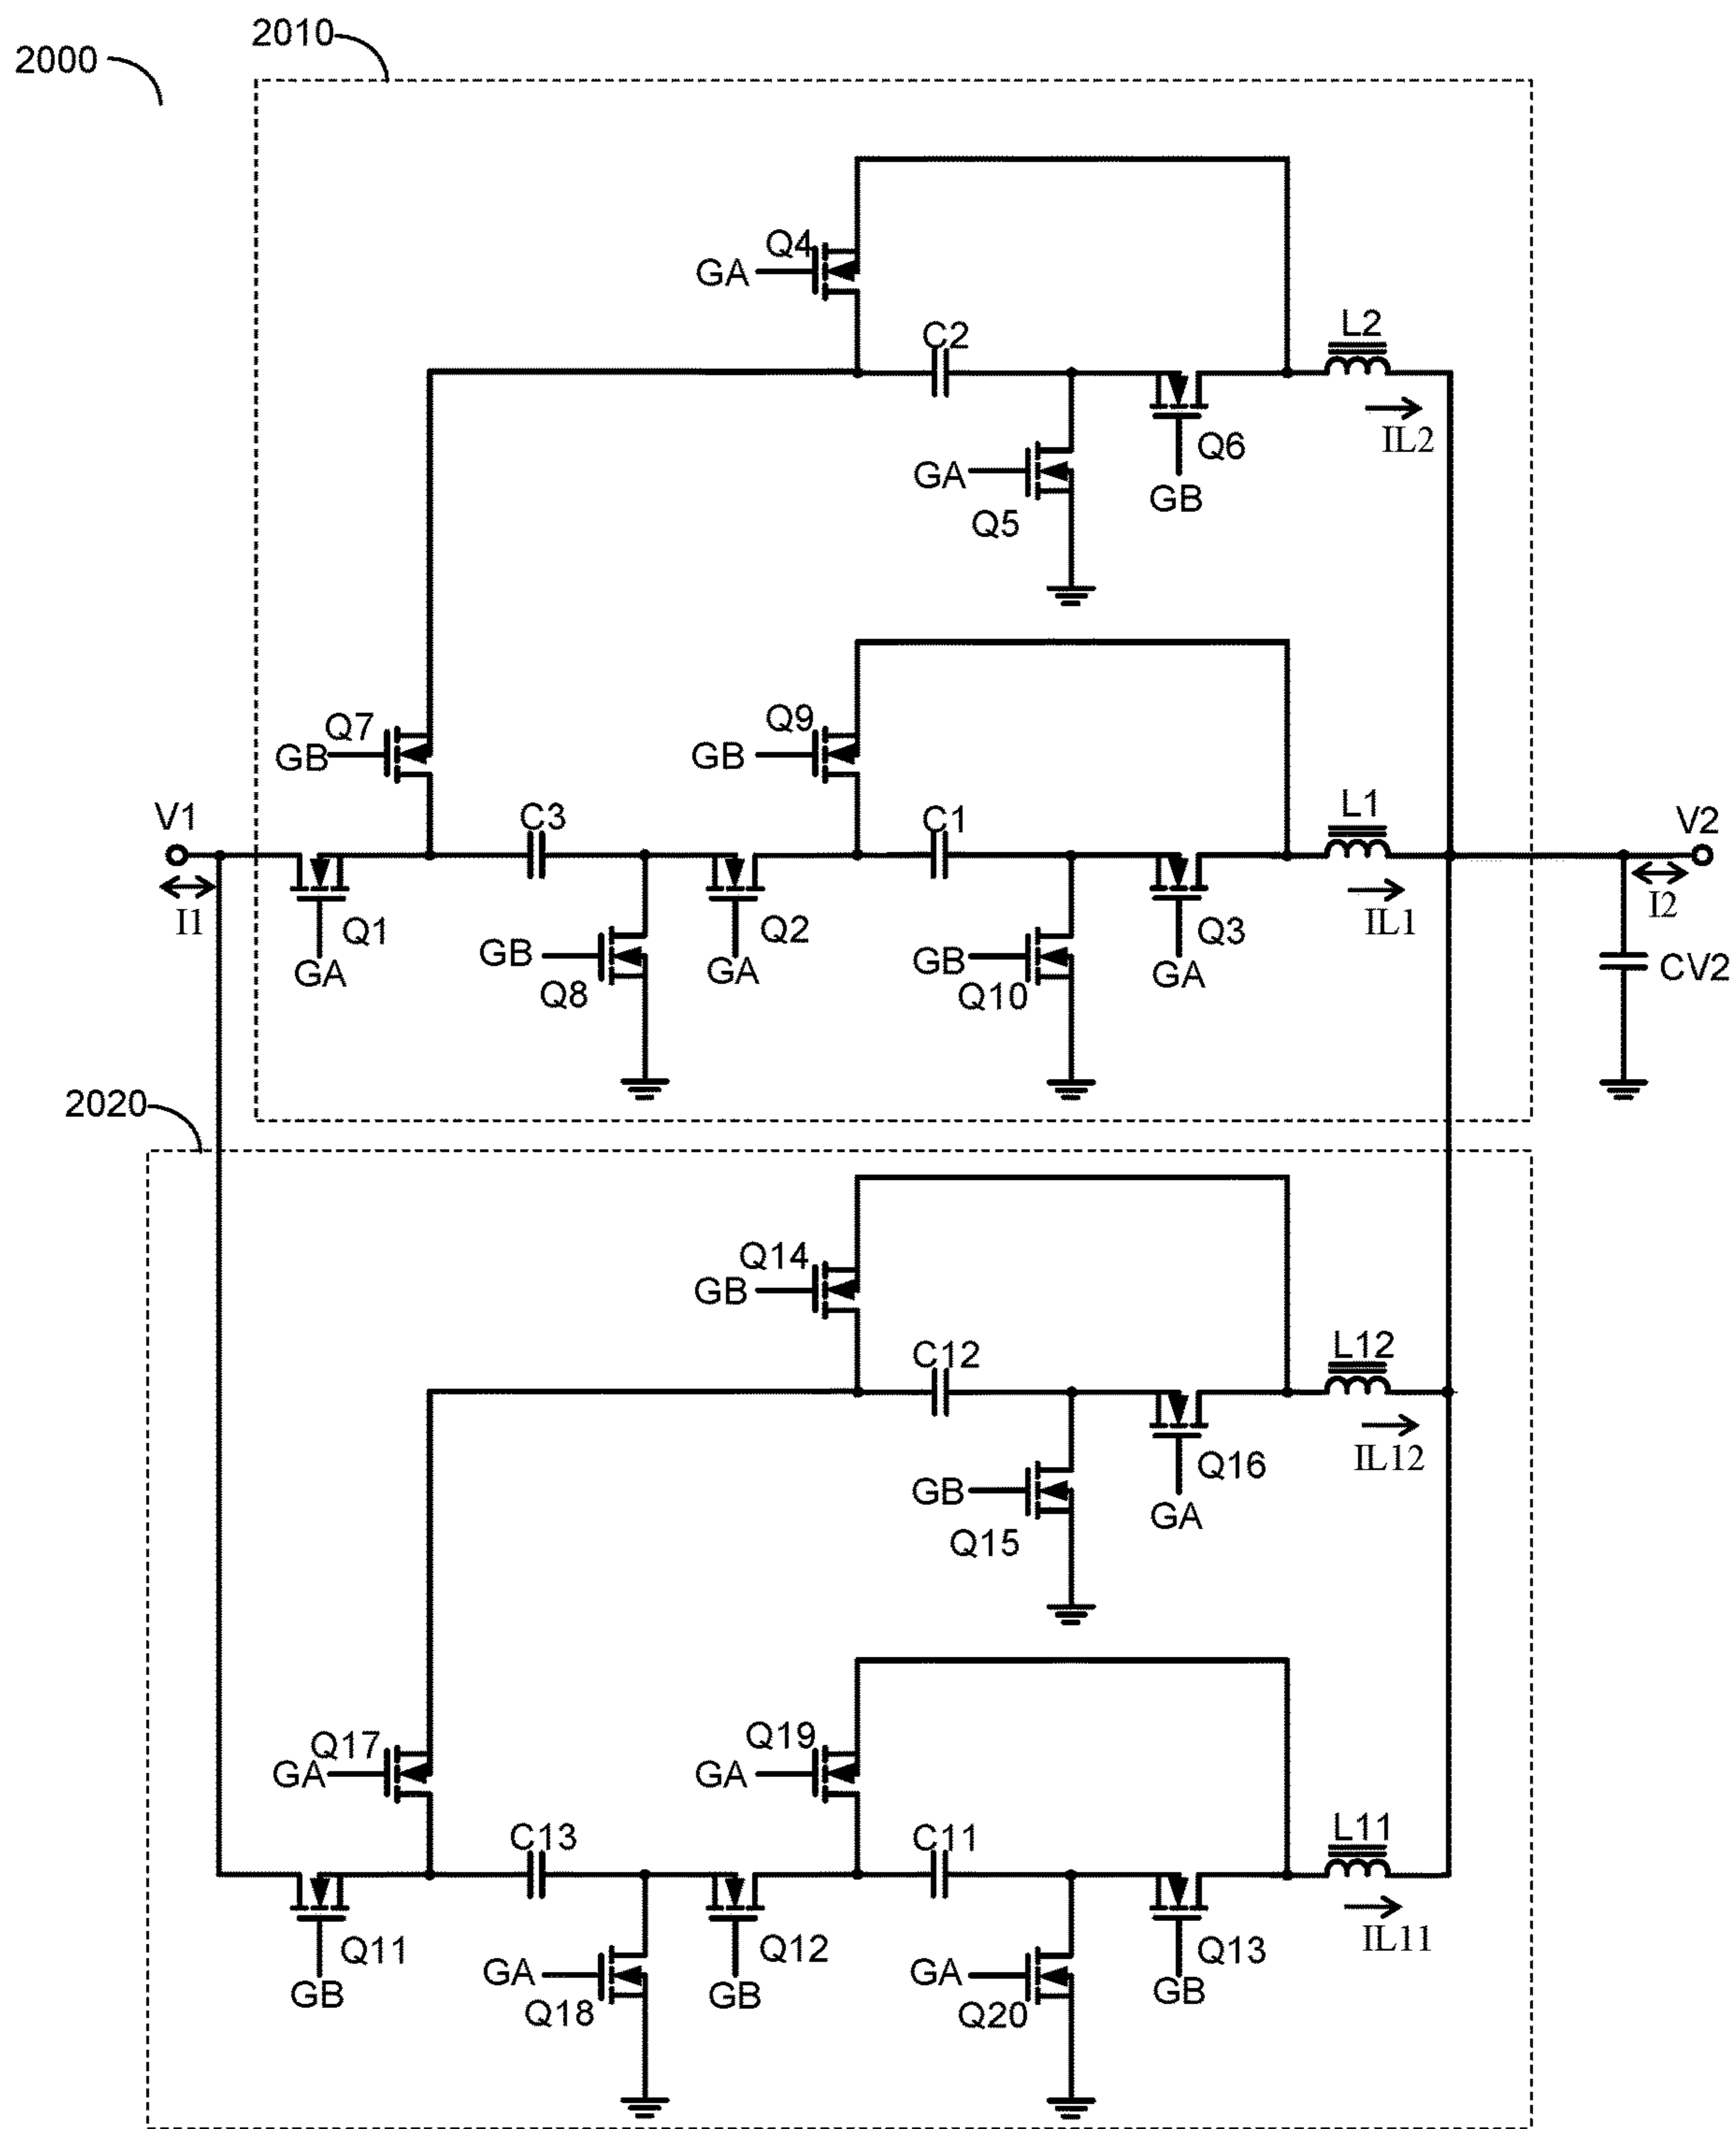 2010
2000
Q4
GA
C2
L2
IL2
Q6
GA
GB
Q5
Q7
GB
Q9
GB
V1
C3
C1
L1
V2
I1
Q1
GA
GB
Q8
Q2
GA
GB
Q10
Q3
GA
IL1
I2
CV2
2020
Q14
GB
C12
L12
IL12
Q16
GB
GA
Q15
Q17
GA
Q19
GA
C13
C11
L11
IL11
Q11
GB
GA
Q18
Q12
GB
GA
Q20
Q13
GB